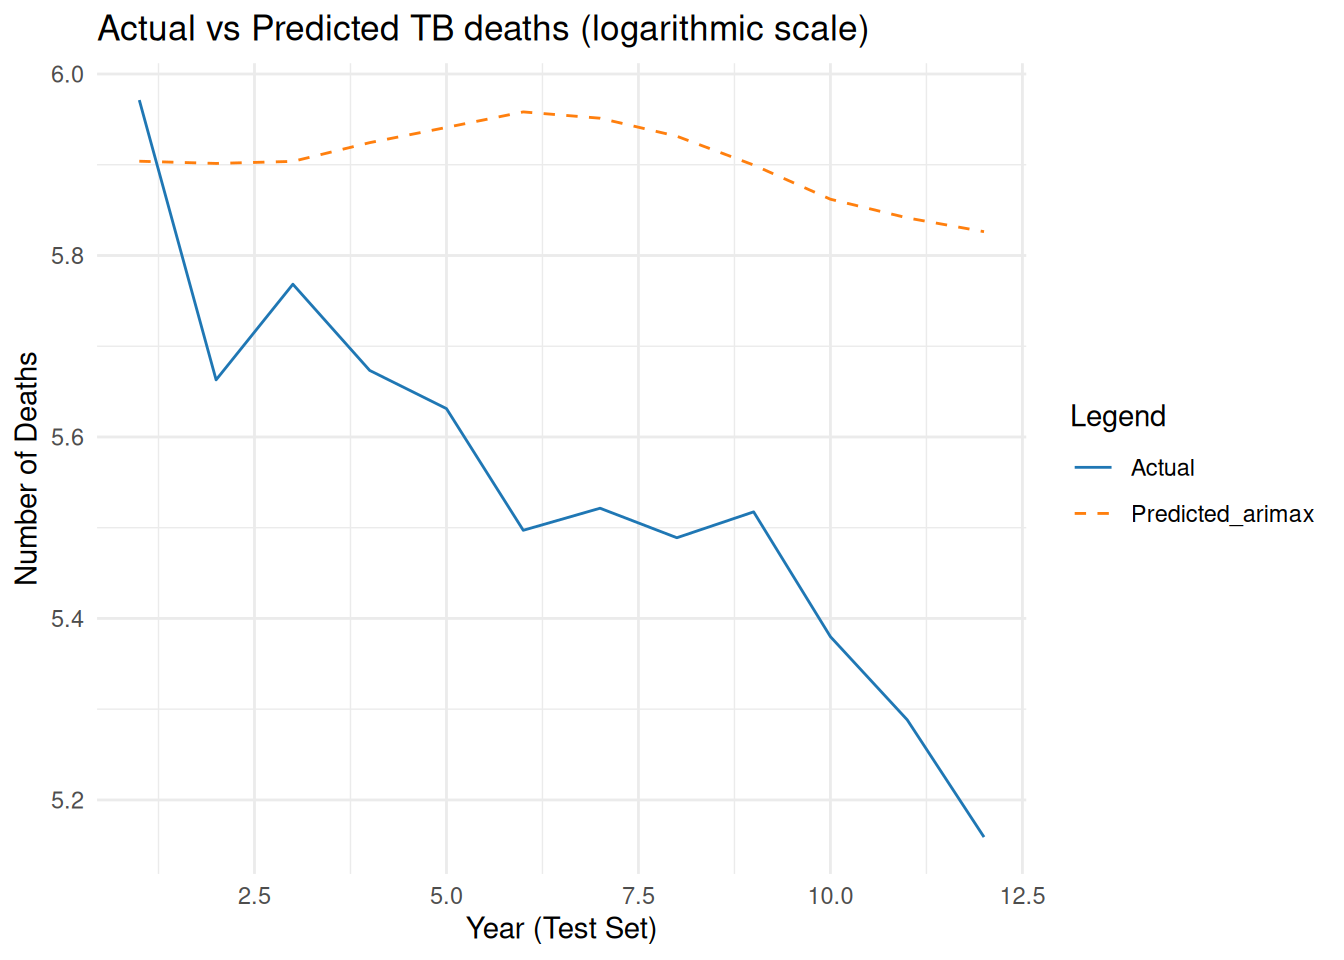 Actual vs Predicted TB deaths (logarithmic scale)
6.0
5.8
5.6
5.4
5.2
Number of Deaths
2.5 5.0 7.5 10.0 12.5
Year (Test Set)
Legend
Actual
Predicted_arimax